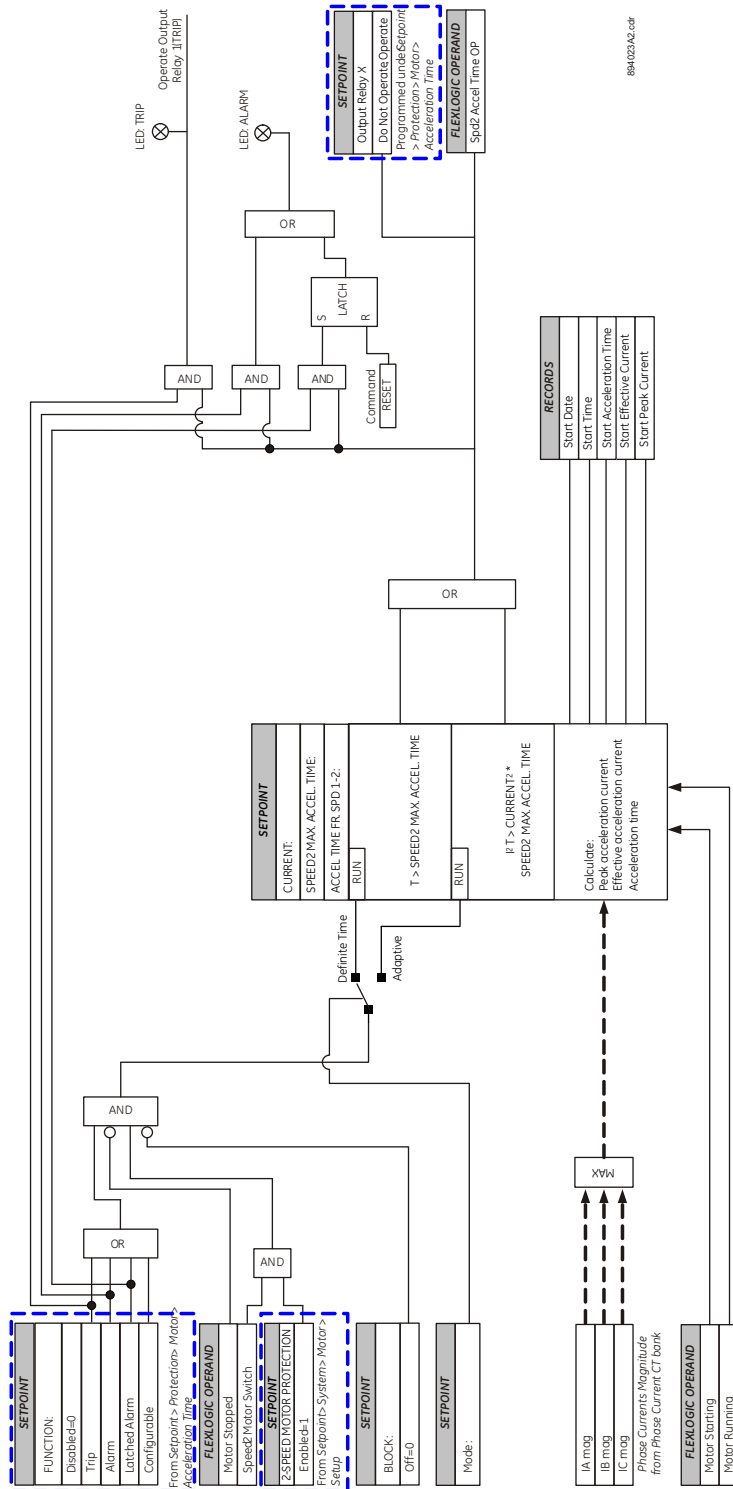 SETPOINT
FUNCTION:
Disabled=0
Trip
Alarm
Latched Alarm
Configurable
From Setpoint > Protection> Motor>
Acceleration Time
FLEXLOGIC OPERAND
Motor Stopped
Speed2 Motor Switch
SETPOINT
2-SPEED MOTOR PROTECTION
Enabled=1
From Setpoint> System> Motor>
Setup
SETPOINT
BLOCK:
Off=0
SETPOINT
Mode:
IA mag
IB mag
IC mag
Phase Currents Magnitude
from Phase Current CT bank
FLEXLOGIC OPERAND
Motor Starting
Motor Running
OR
AND
AND
MAX
Definite Time
Adaptive
SETPOINT
CURRENT:
SPEED2 MAX. ACCEL. TIME:
ACCEL TIME FR. SPD 1-2:
RUN
T > SPEED2 MAX. ACCEL. TIME
RUN
I²T > CURRENT² *
SPEED2 MAX. ACCEL. TIME
Calculate:
Peak acceleration current
Effective acceleration current
Acceleration time
OR
RECORDS
Start Date
Start Time
Start Acceleration Time
Start Effective Current
Start Peak Current
AND
AND
AND
Command
RESET
S
LATCH
R
OR
LED: TRIP
Operate Output
Relay 1(TRIP)
LED: ALARM
SETPOINT
Output Relay X
Do Not Operate Operate
Programmed undeSetpoint
> Protection> Motor>
Acceleration Time
FLEXLOGIC OPERAND
Spd2 Accel Time OP
894023A2.cdr